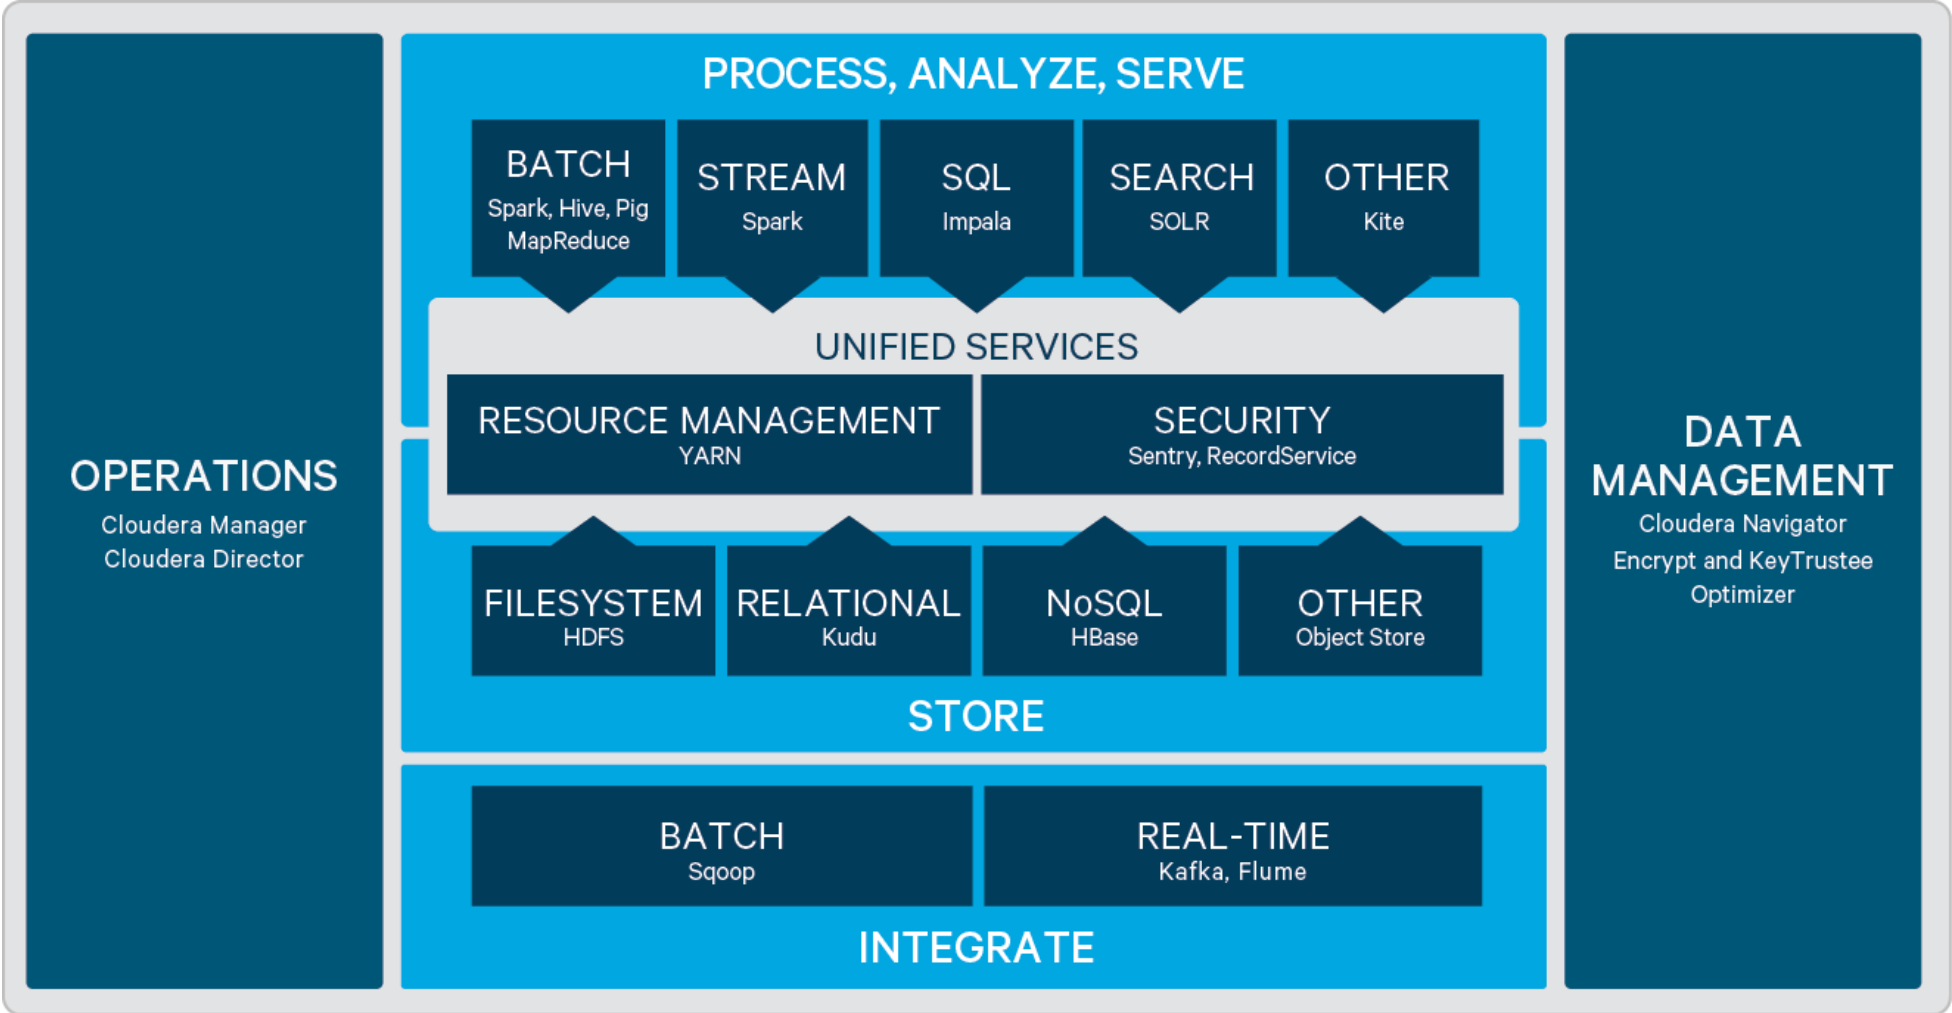 OPERATIONS
Cloudera Manager
Cloudera Director
PROCESS, ANALYZE, SERVE
BATCH
Spark, Hive, Pig
MapReduce
STREAM
Spark
SQL
Impala
SEARCH
SOLR
OTHER
Kite
UNIFIED SERVICES
RESOURCE MANAGEMENT
YARN
SECURITY
Sentry, RecordService
FILESYSTEM
HDFS
RELATIONAL
Kudu
NoSQL
HBase
OTHER
Object Store
STORE
BATCH
Sqoop
REAL-TIME
Kafka, Flume
INTEGRATE
DATA
MANAGEMENT
Cloudera Navigator
Encrypt and KeyTrustee
Optimizer